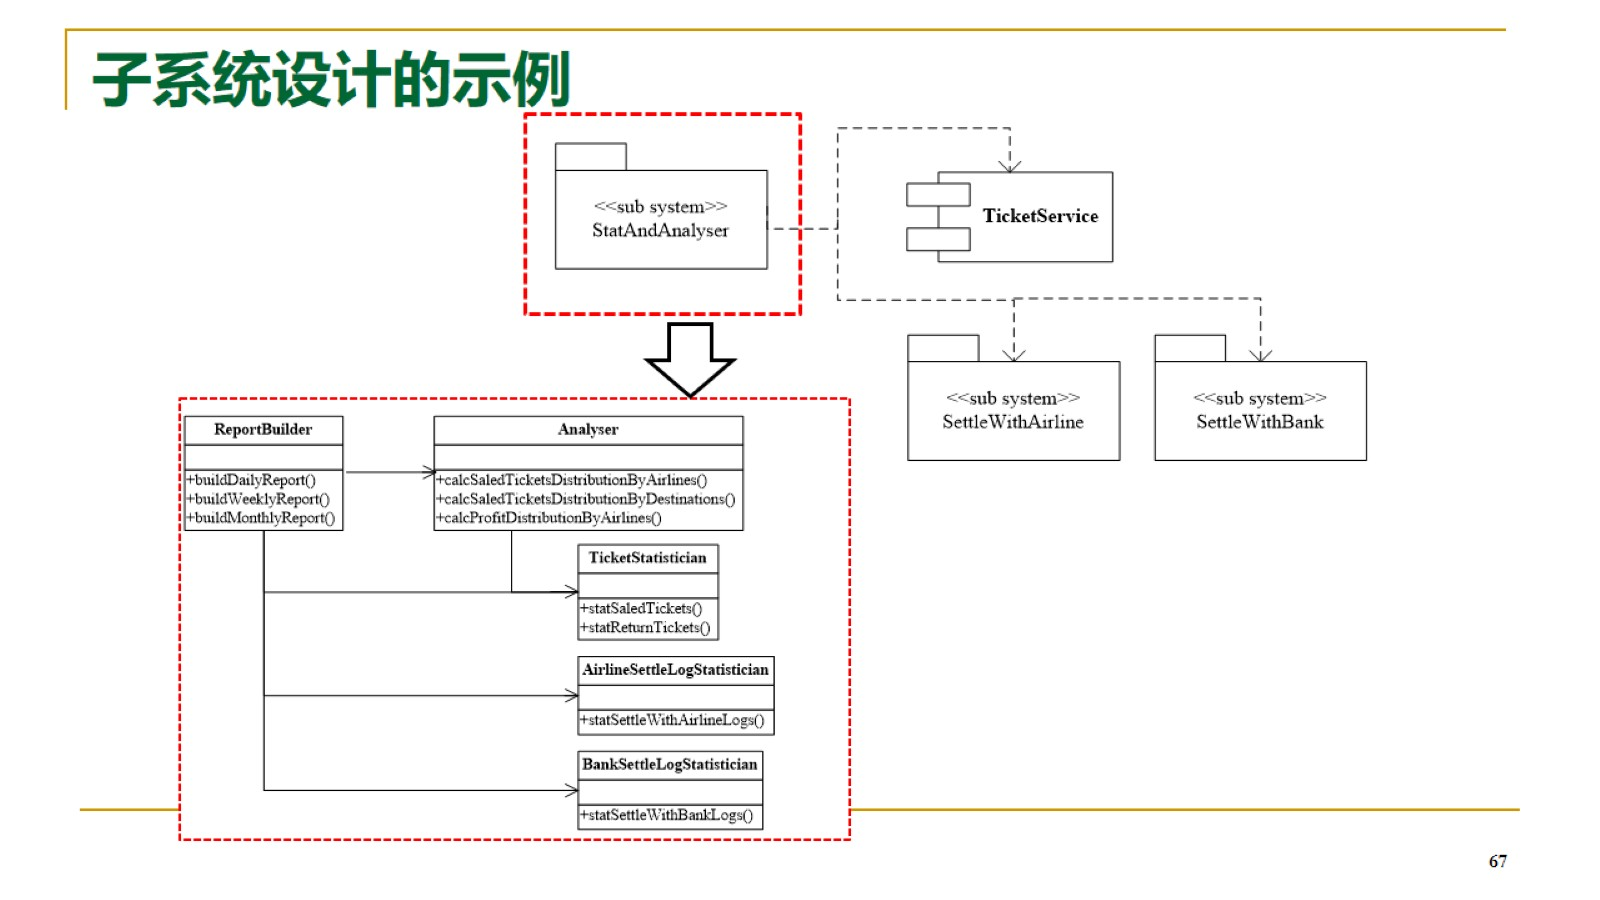 子系统设计的示例
<<sub system>>
StatAndAnalyser
TicketService
<<sub system>>
SettleWithAirline
<<sub system>>
SettleWithBank
ReportBuilder
+buildDailyReport()
+buildWeeklyReport()
+buildMonthlyReport()
Analyser
+calcSaledTicketsDistributionByAirlines()
+calcSaledTicketsDistributionByDestinations()
+calcProfitDistributionByAirlines()
TicketStatistician
+statSaledTickets()
+statReturnTickets()
AirlineSettleLogStatistician
+statSettleWithAirlineLogs()
BankSettleLogStatistician
+statSettleWithBankLogs()
67